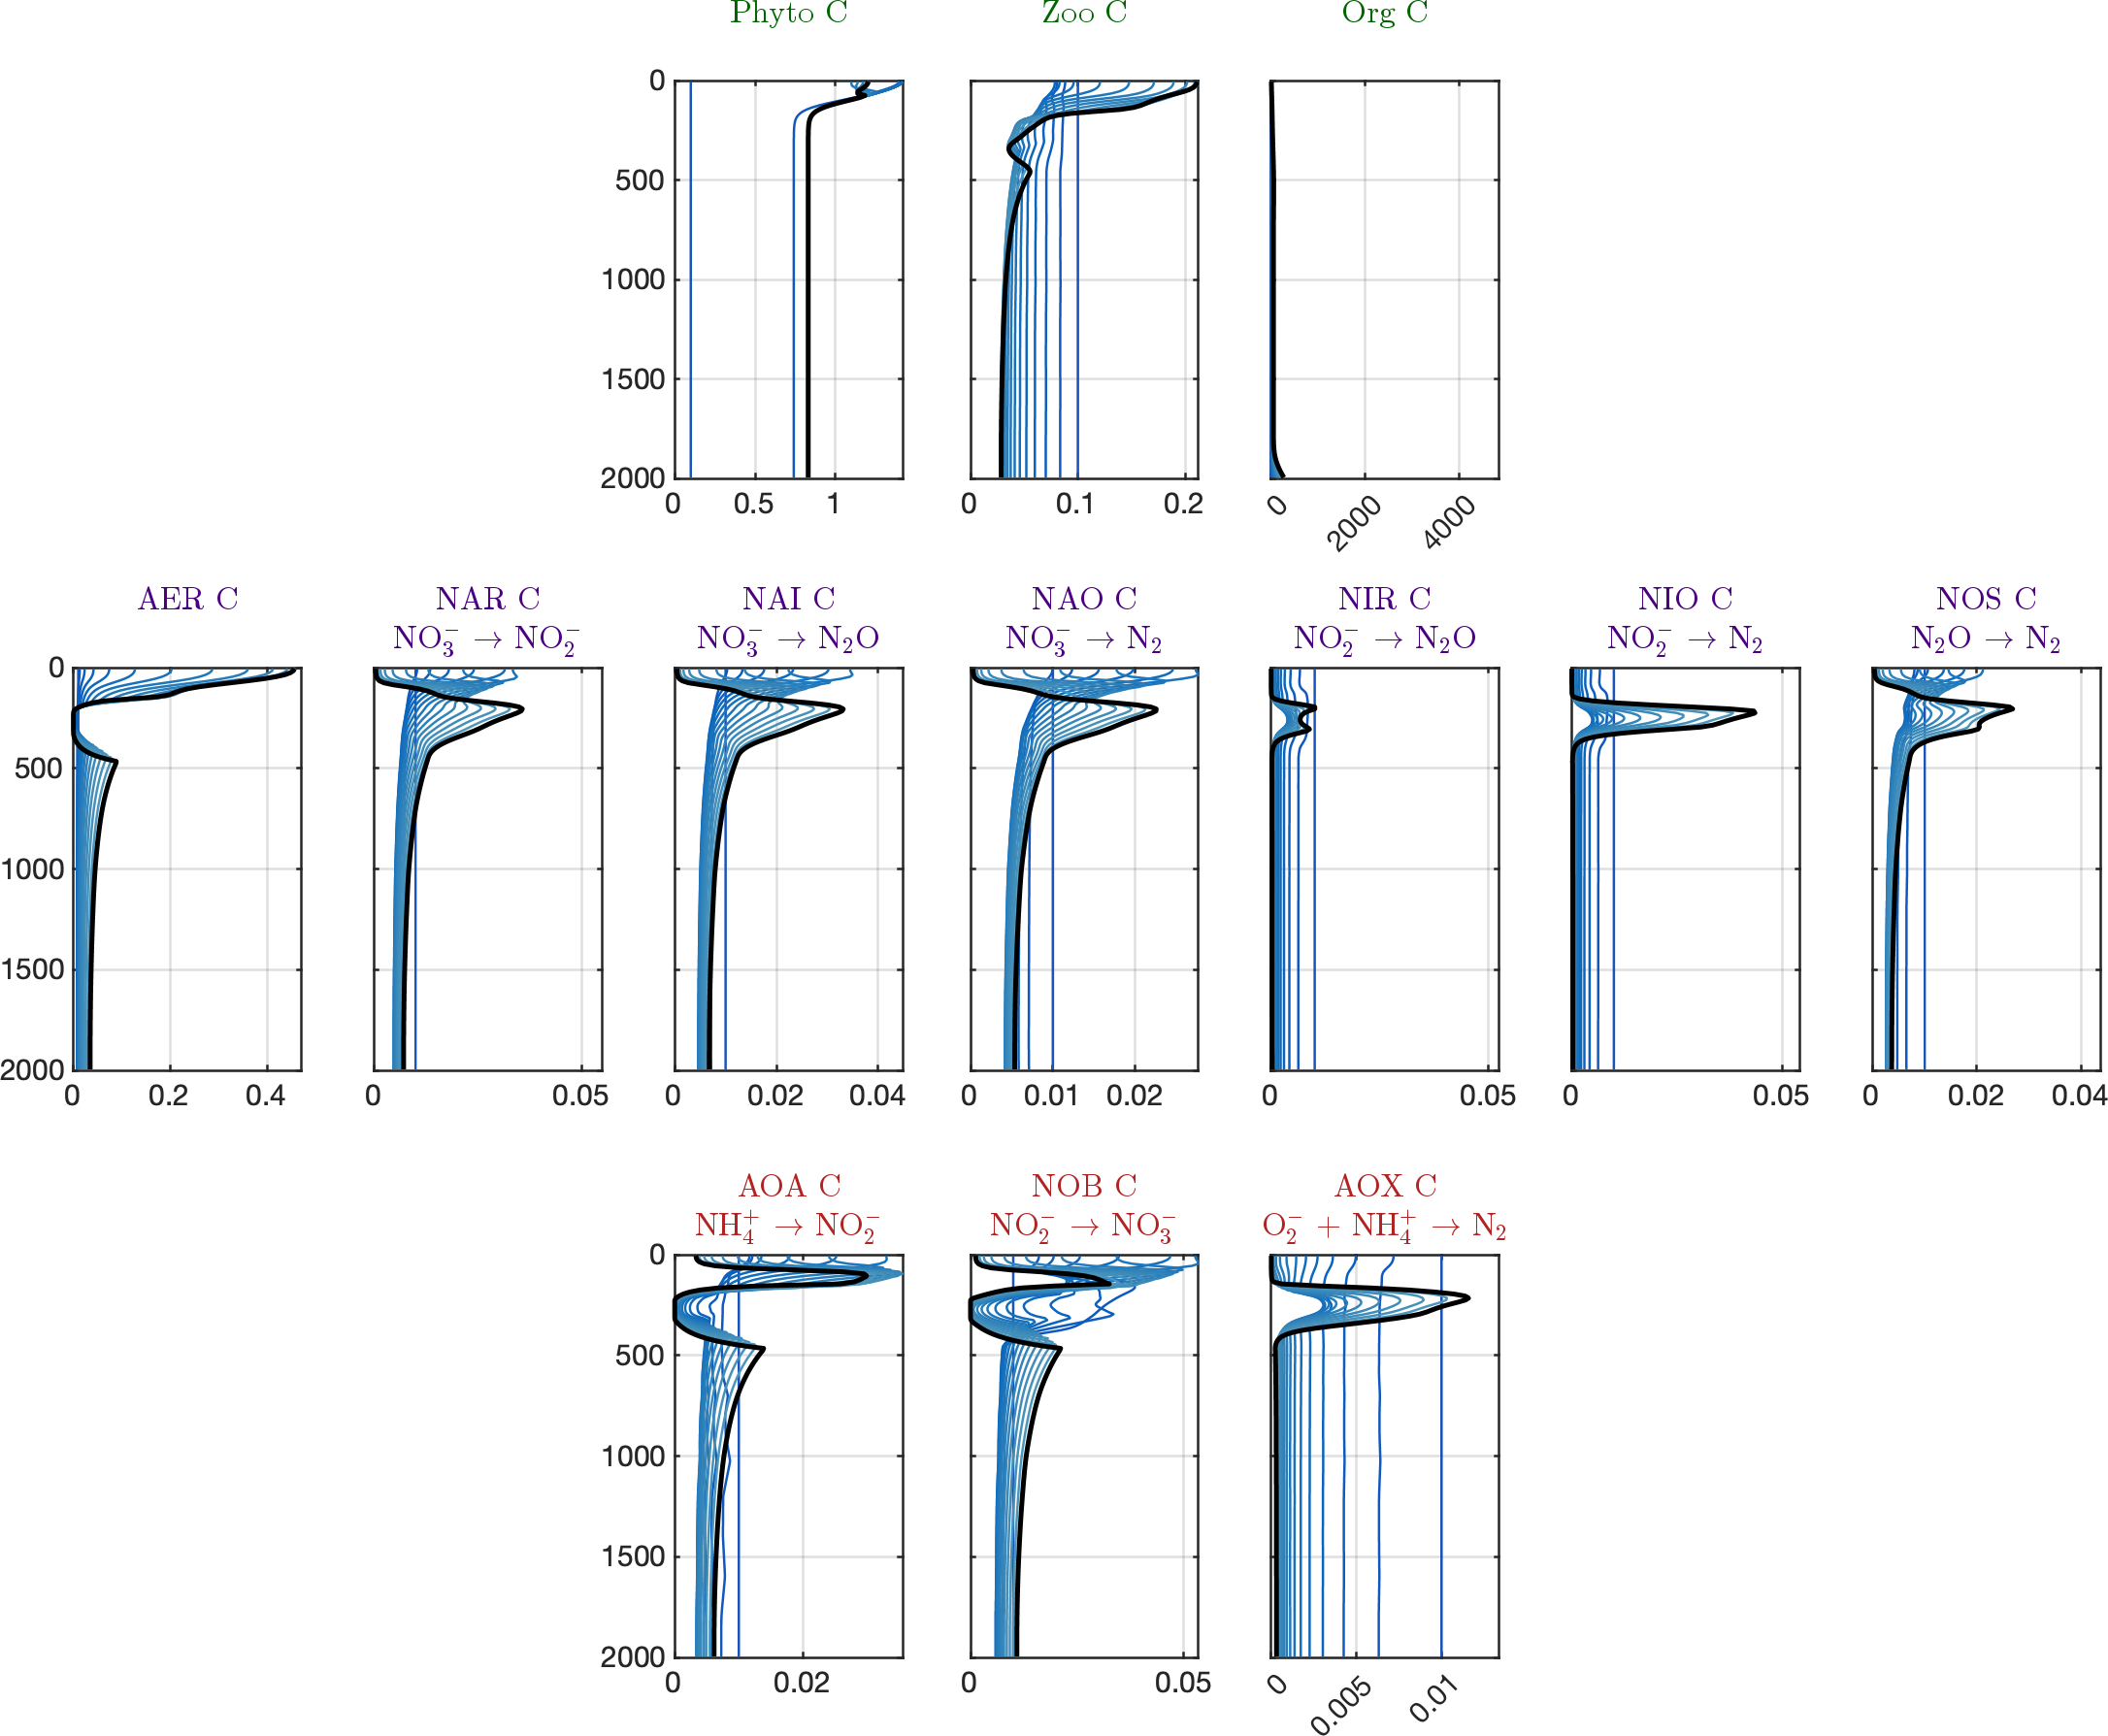 Phyto C Zoo C Org C
0
500
1000
1500
2000
0 0.5 1 0 0.1 0.2 0 2000 4000
AER C NAR C NAI C NAO C NIR C NIO C NOS C
NO₃⁻ → NO₂⁻ NO₃⁻ → N₂O NO₃⁻ → N₂ NO₂⁻ → N₂O NO₂⁻ → N₂ N₂O → N₂
0
500
1000
1500
2000
0 0.2 0.4 0 0.05 0 0.02 0.04 0 0.01 0.02 0 0.05 0 0.05 0 0.02 0.04
AOA C NOB C AOX C
NH₄⁺ → NO₂⁻ NO₂⁻ → NO₃⁻ O₂⁻ + NH₄⁺ → N₂
0
500
1000
1500
2000
0 0.02 0 0.05 0 0.005 0.01